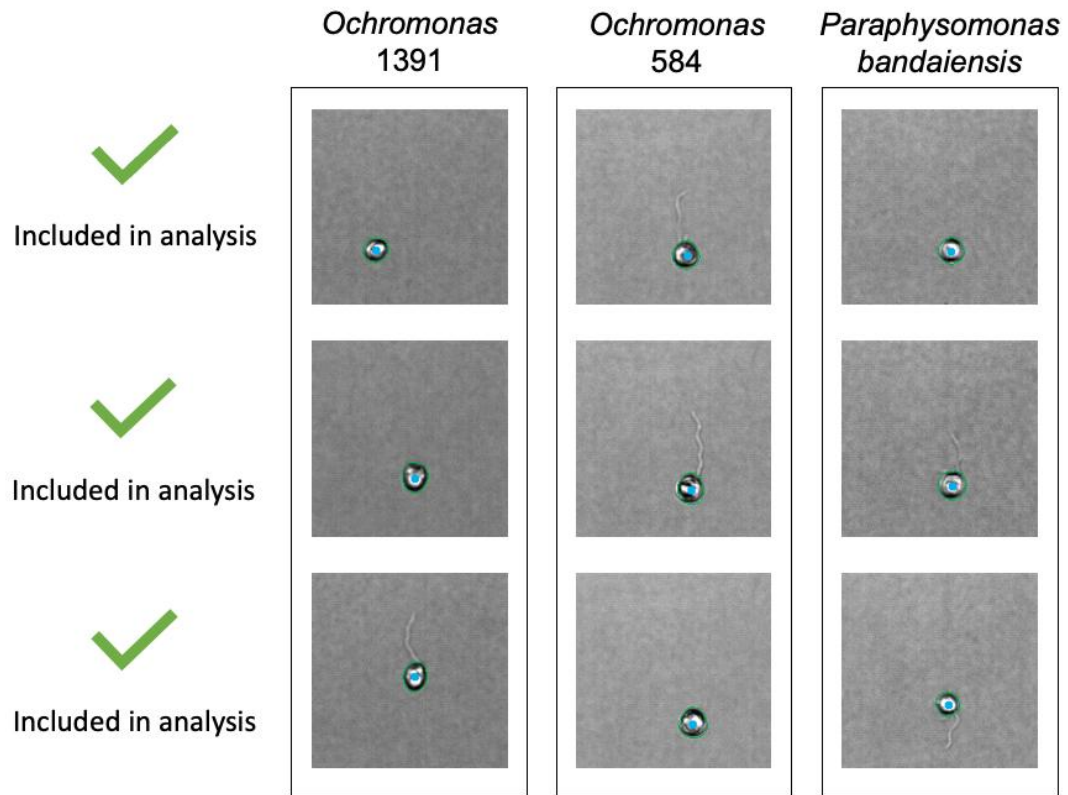 Ochromonas
1391
Ochromonas
584
Paraphysomonas
bandaiensis
Included in analysis
Included in analysis
Included in analysis